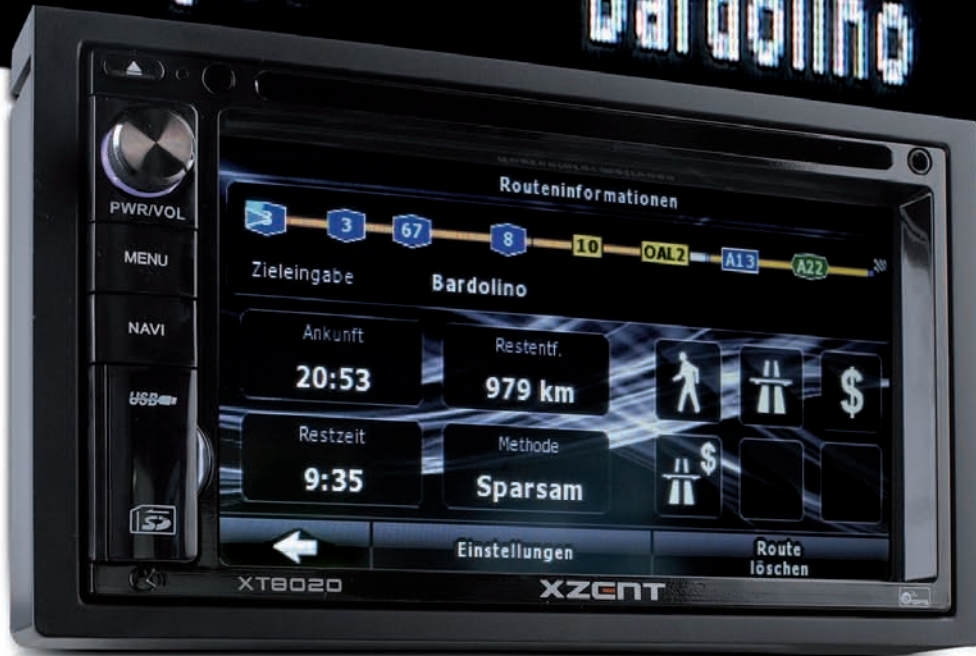 bardolino
Routeninformationen
3 3 67 8 10 OAL2 A13 A22
Zieleingabe Bardolino
PWR/VOL
MENU
NAVI
USB
Ankunft
20:53
Restentf.
979 km
$
Restzeit
9:35
Methode
Sparsam
$
Einstellungen
Route
löschen
XT8020
XZENT